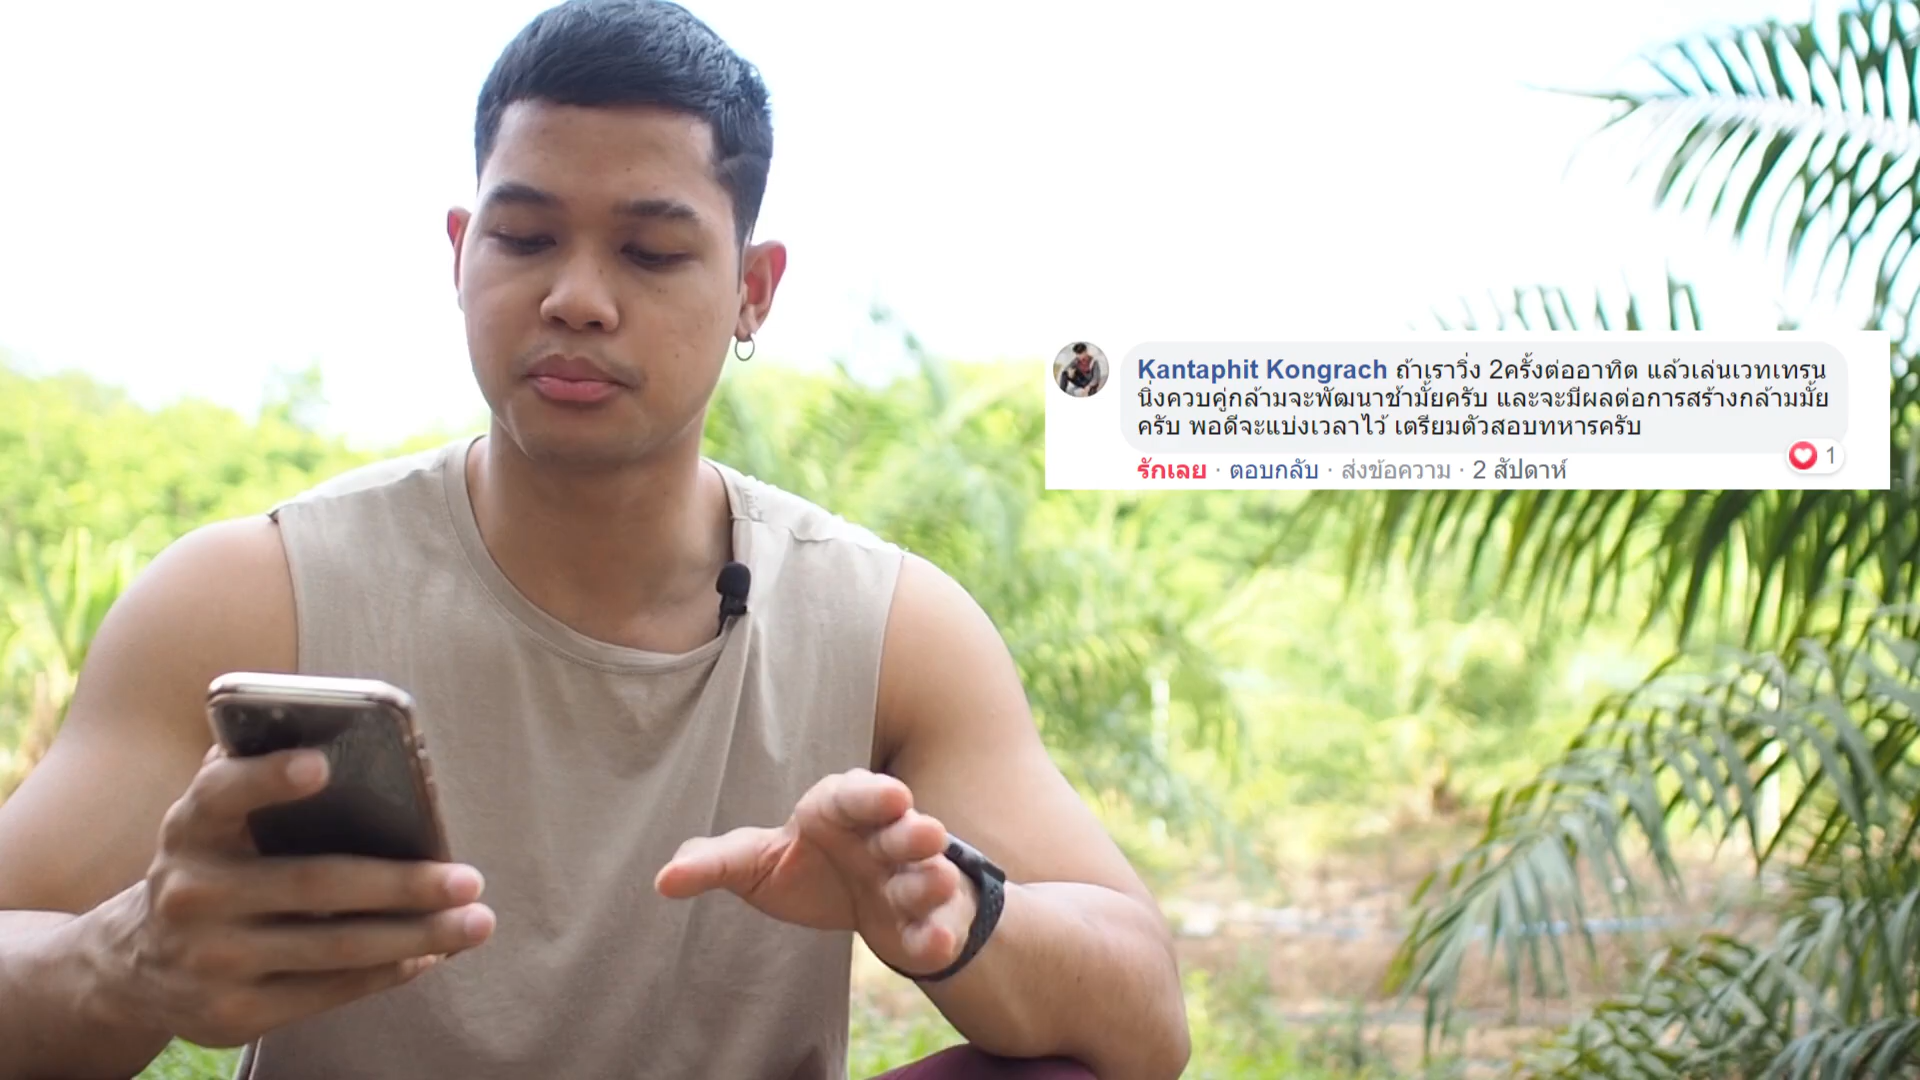 Kantaphit Kongrach ถ้าเราวิ่ง 2ครั้งต่ออาทิต แล้วเล่นเวทเทรน
นิ่งควบคู่กล้ามจะพัฒนาช้ามั้ยครับ และจะมีผลต่อการสร้างกล้ามมั้ย
ครับ พอดีจะแบ่งเวลาไว้ เตรียมตัวสอบทหารครับ
1
รักเลย · ตอบกลับ · ส่งข้อความ · 2 สัปดาห์